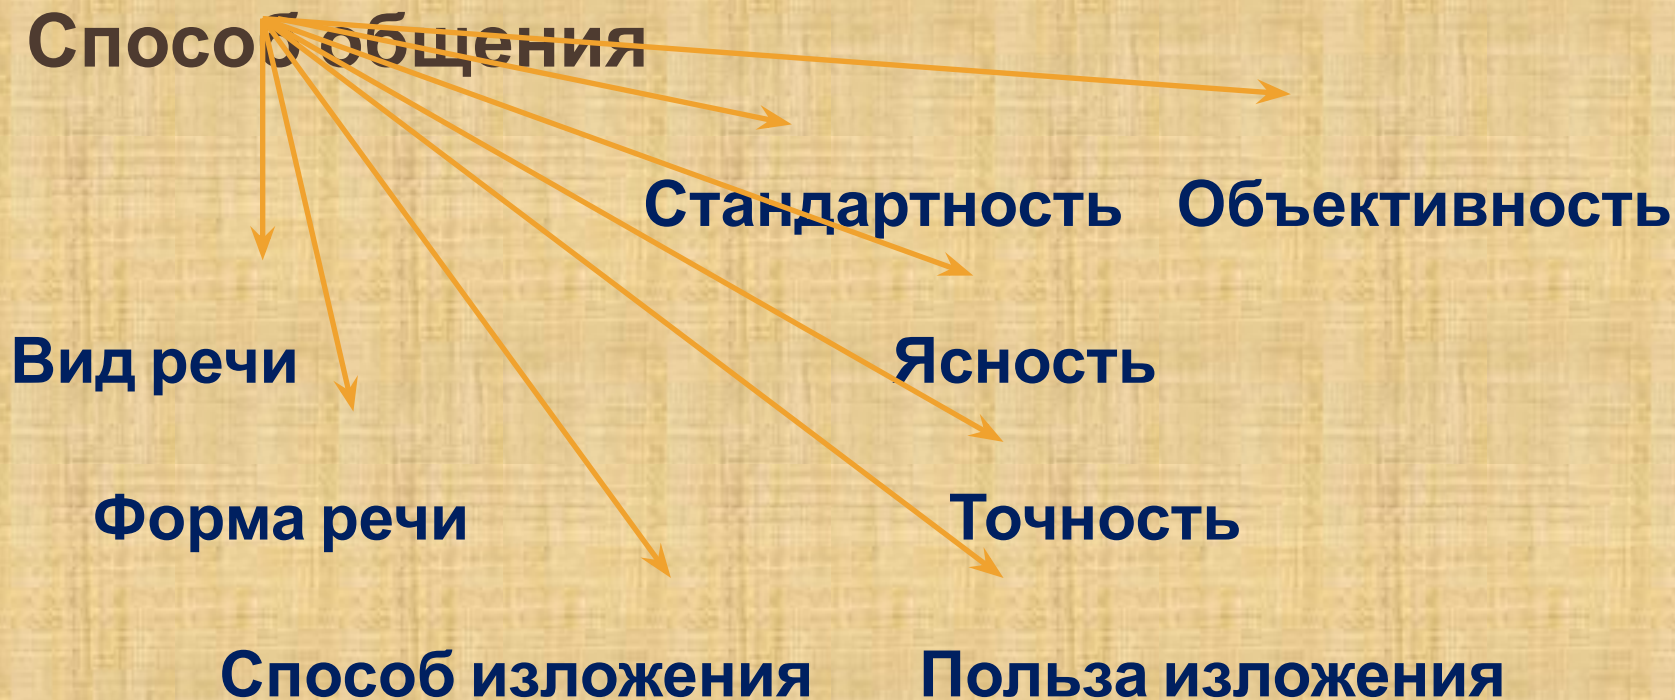 Способ общения
Стандартность Объективность
Вид речи Ясность
Форма речи Точность
Способ изложения Польза изложения